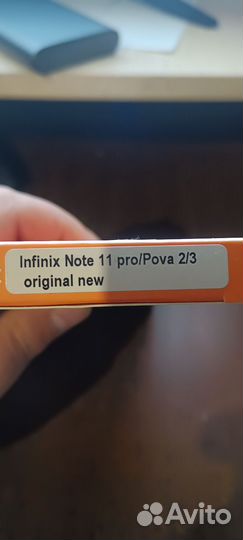 Infinix Note 11 pro/Pova 2/3
original new
Avito